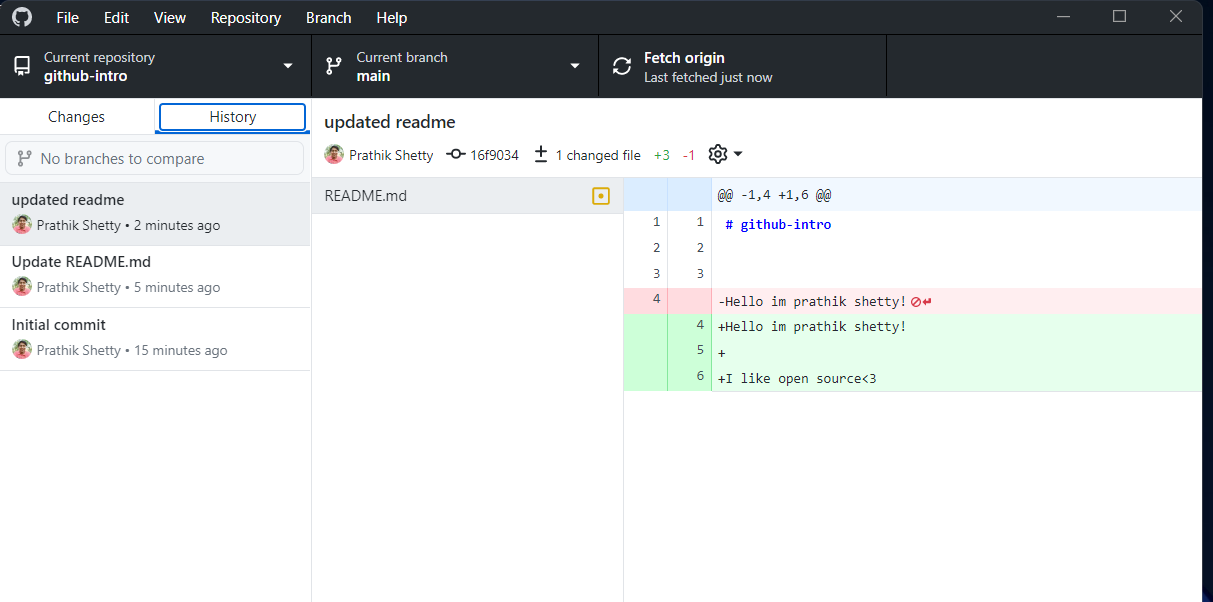 File Edit View Repository Branch Help
Current repository
github-intro
Current branch
main
Fetch origin
Last fetched just now
Changes History
No branches to compare
updated readme
Prathik Shetty • 2 minutes ago
Update README.md
Prathik Shetty • 5 minutes ago
Initial commit
Prathik Shetty • 15 minutes ago
updated readme
Prathik Shetty 16f9034 ± 1 changed file +3 -1
README.md
@@ -1,4 +1,6 @@
1 1 # github-intro
2 2
3 3
4 -Hello im prathik shetty!
4 +Hello im prathik shetty!
5 +
6 +I like open source<3